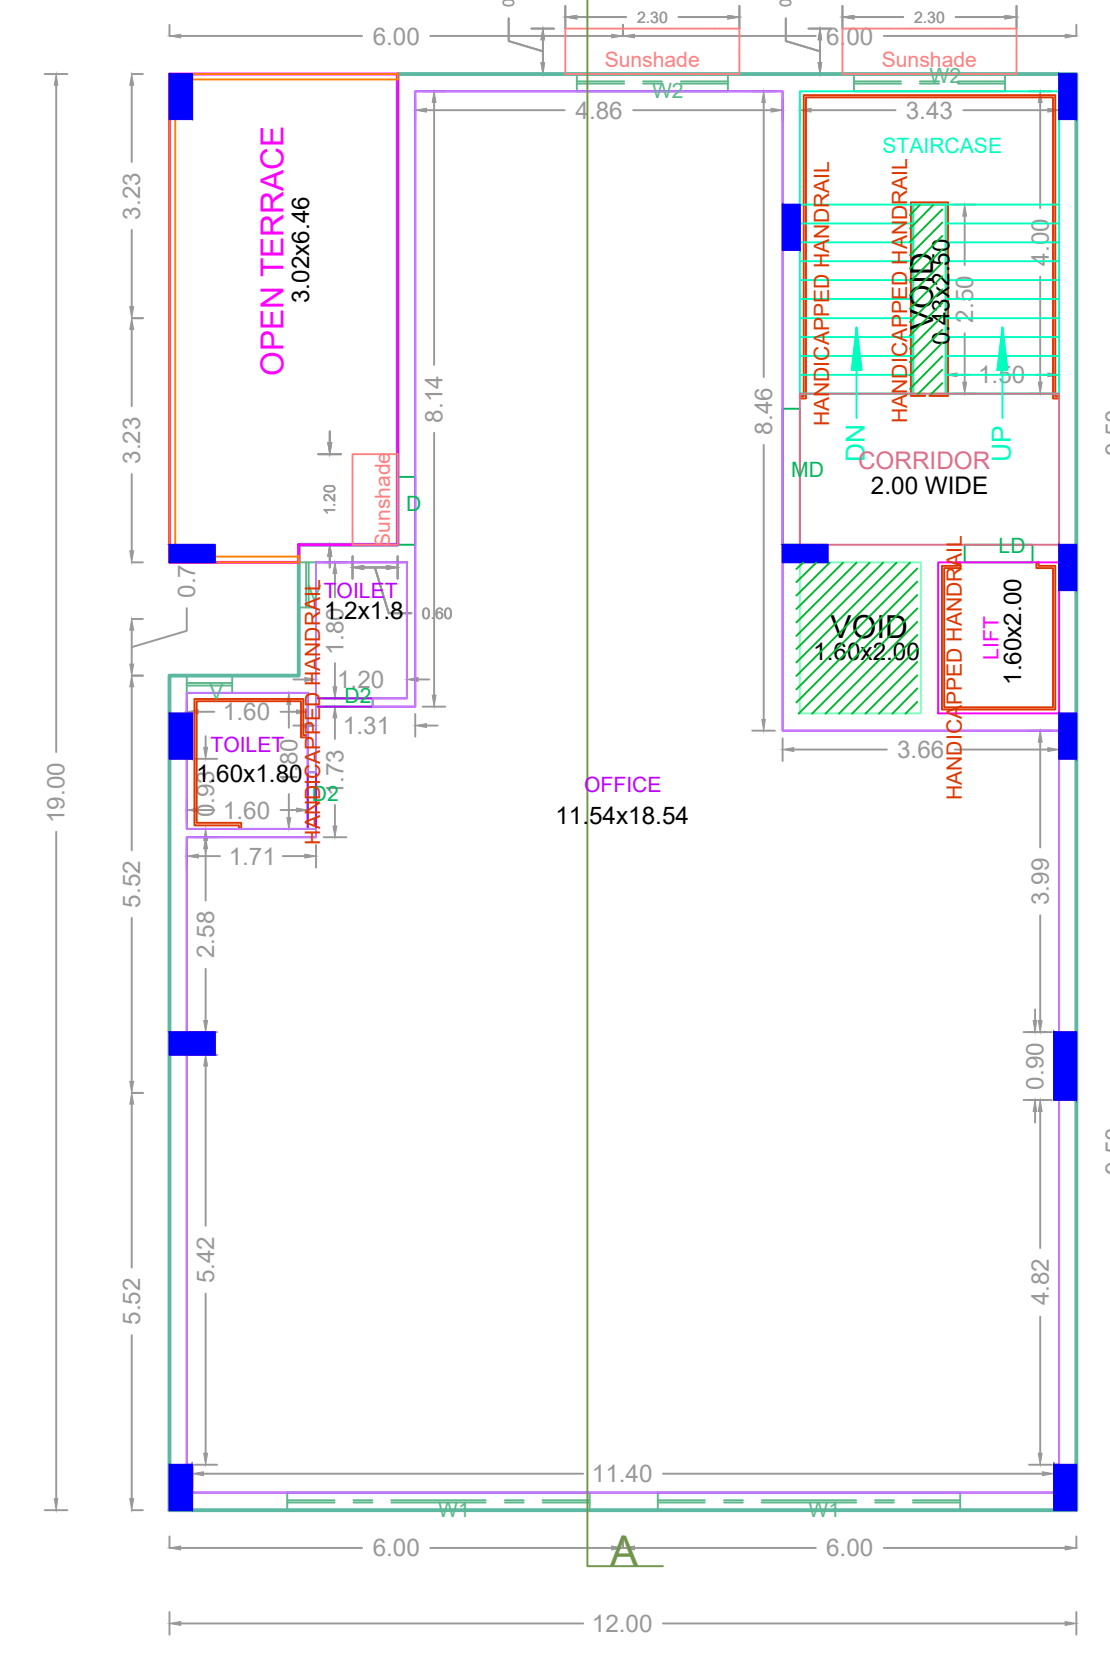 2.30
2.30
6.00
6.00
Sunshade
Sunshade
W2
W2
4.86
3.43
STAIRCASE
OPEN TERRACE
3.02x6.46
3.23
3.23
HANDICAPPED HANDRAIL
HANDICAPPED HANDRAIL
VOID
0.43x2.50
2.50
4.00
1.50
8.14
8.46
DN
UP
MD
CORRIDOR
2.00 WIDE
Sunshade
1.20
D
LD
0.7
TOILET
1.2x1.8
1.80
0.60
1.20
D2
1.31
VOID
1.60x2.00
LIFT
1.60x2.00
HANDICAPPED HANDRAIL
HANDICAPPED HANDRAIL
V
1.60
TOILET
1.60x1.80
1.60
1.73
D2
1.71
3.66
OFFICE
11.54x18.54
19.00
5.52
2.58
3.99
0.90
5.42
5.52
4.82
11.40
W1
W1
6.00
A
6.00
12.00